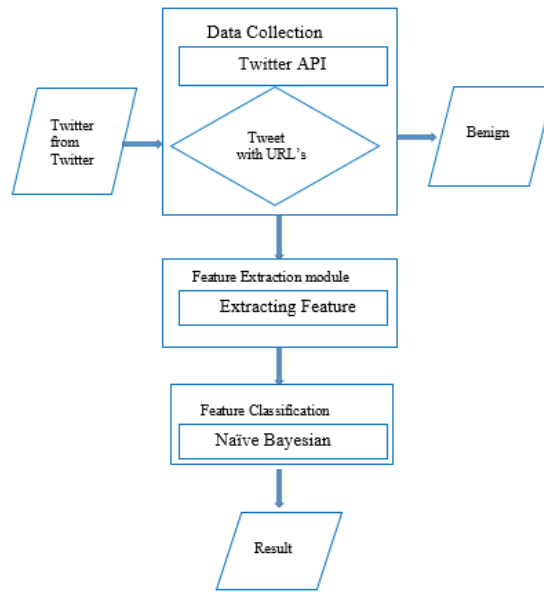 Data Collection
Twitter API
Twitter
from
Twitter
Tweet
with URL's
Benign
Feature Extraction module
Extracting Feature
Feature Classification
Naïve Bayesian
Result